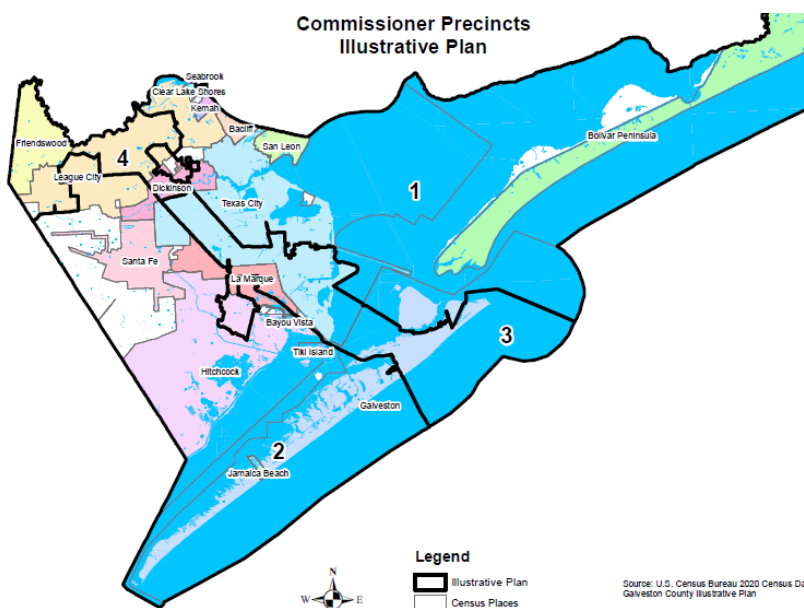 Commissioner Precincts
Illustrative Plan
Seabrook
Clear Lake Shores
Kemah
Bacliff
San Leon
Friendswood
4
League City
Dickinson
Texas City
1
Bolivar Peninsula
Santa Fe
La Marque
Bayou Vista
Tiki Island
3
Hitchcock
Galveston
2
Jamaica Beach
N
W E
S
Legend
Illustrative Plan
Census Places
Source: U.S. Census Bureau 2020 Census Da
Galveston County Illustrative Plan